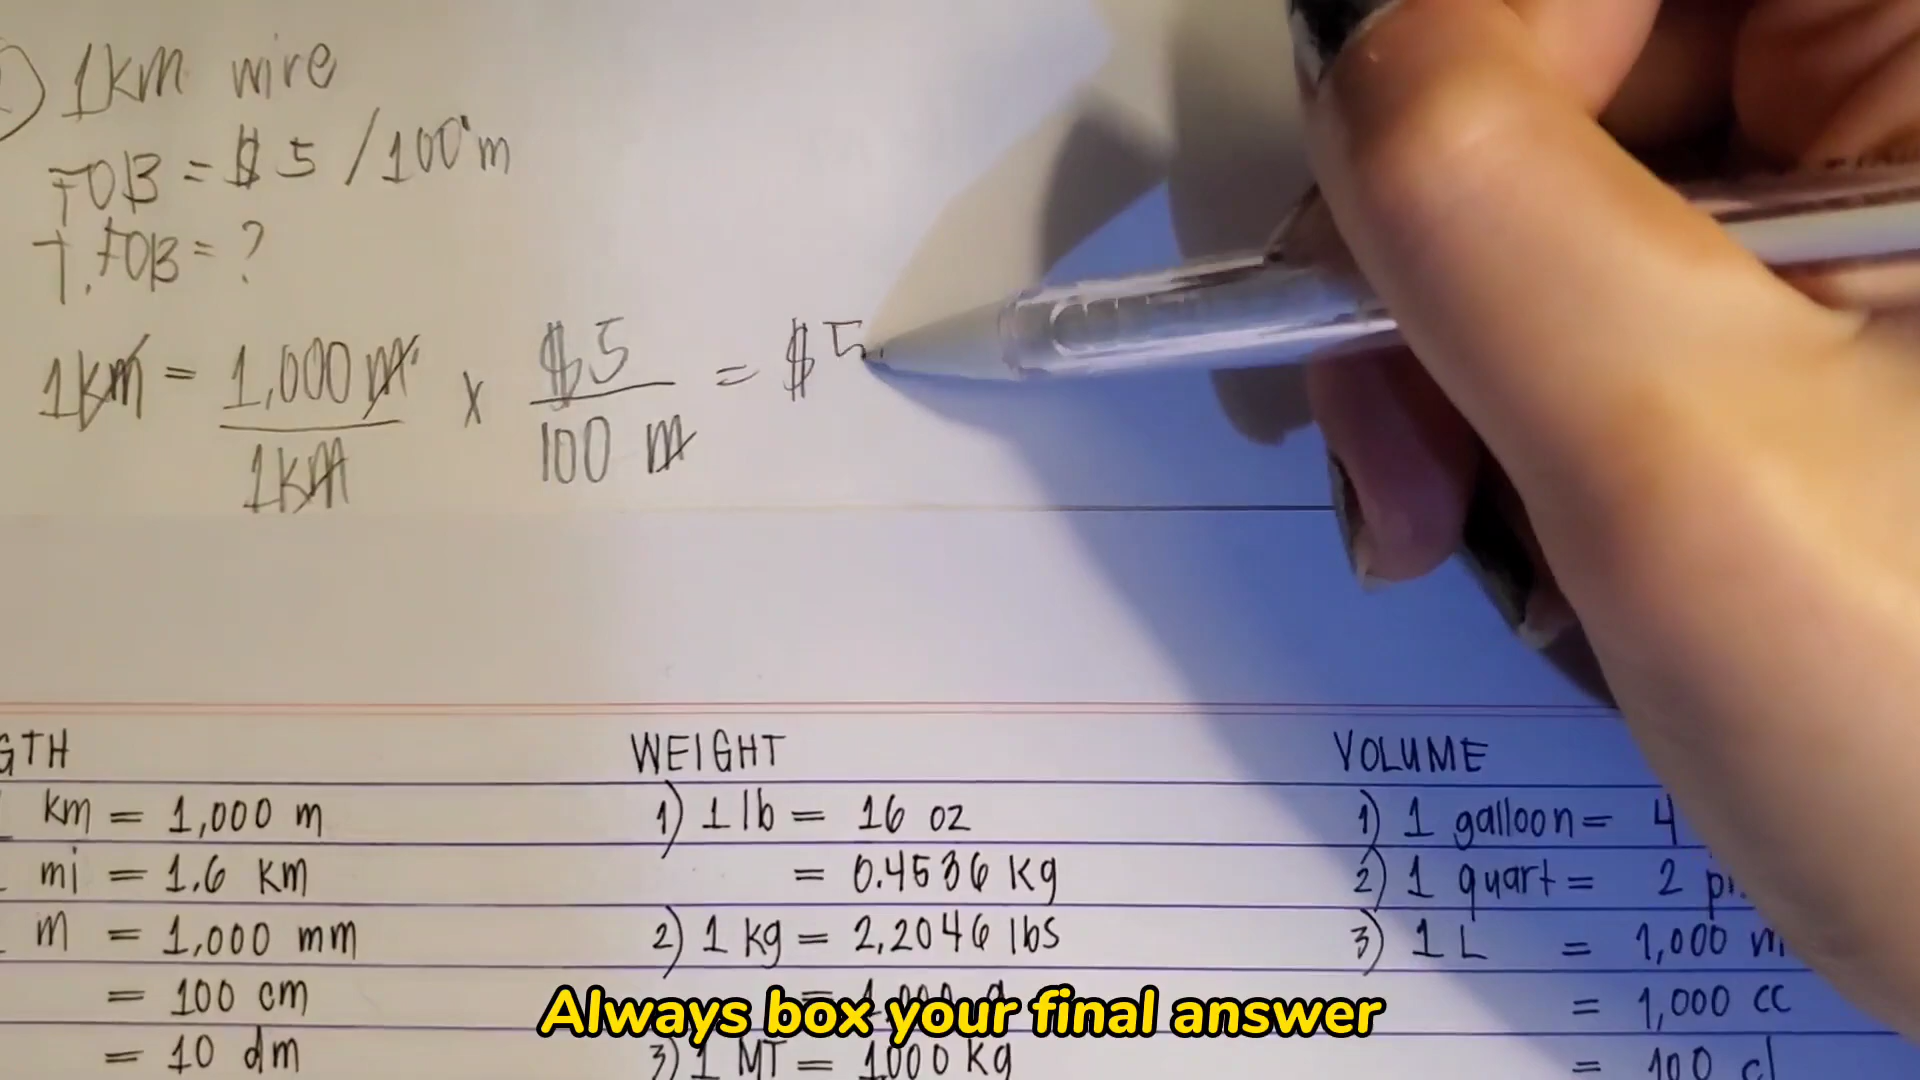 1km wire
FOB = $5 /100 m
T. FOB = ?
1km = 1,000 m / 1km x $5 / 100 m = $5
GTH
km = 1,000 m
mi = 1.6 km
m = 1,000 mm
= 100 cm
= 10 dm
WEIGHT
1) 1 lb = 16 oz
= 0.4536 kg
2) 1 kg = 2,2046 lbs
3) 1 MT = 1000 kg
VOLUME
1) 1 galloon = 4
2) 1 quart = 2
3) 1 L = 1,000
= 1,000 cc
= 100 cl
Always box your final answer